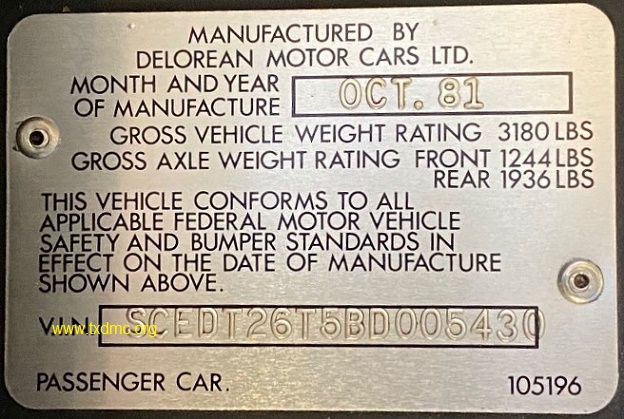 MANUFACTURED BY
DELOREAN MOTOR CARS LTD.
MONTH AND YEAR
OF MANUFACTURE OCT. 81
GROSS VEHICLE WEIGHT RATING 3180 LBS
GROSS AXLE WEIGHT RATING FRONT 1244 LBS
REAR 1936 LBS
THIS VEHICLE CONFORMS TO ALL
APPLICABLE FEDERAL MOTOR VEHICLE
SAFETY AND BUMPER STANDARDS IN
EFFECT ON THE DATE OF MANUFACTURE
SHOWN ABOVE.
V.I.N. SCEDT26T5BD005430
www.txdmc.org
PASSENGER CAR. 105196